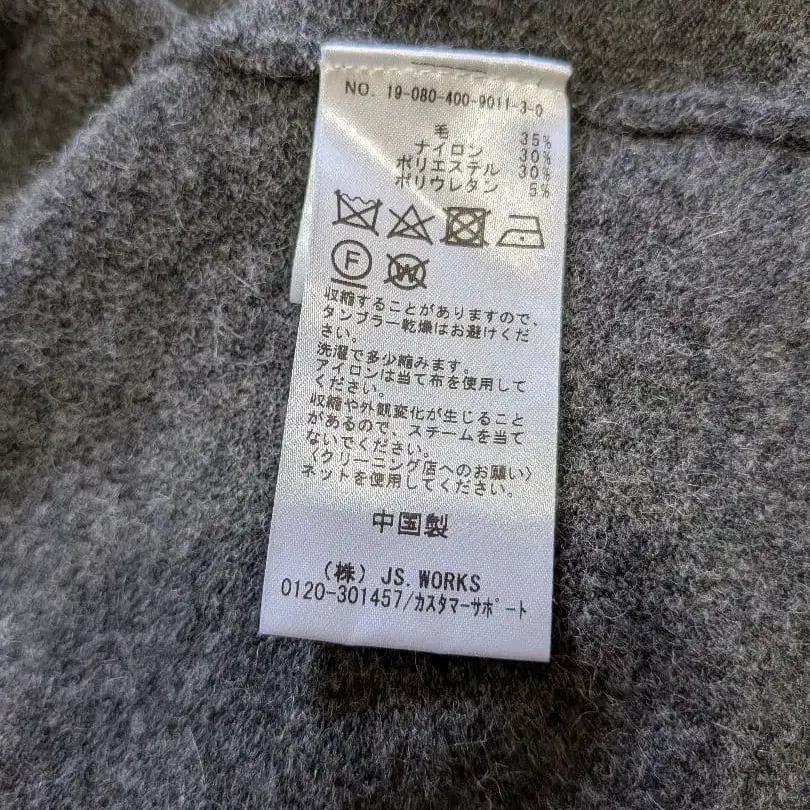 NO. 19-080-400-9011-3-0
毛 35%
ナイロン 30%
ポリエステル 30%
ポリウレタン 5%
F
W
収縮することがありますので、
タンブラー乾燥はお避けくだ
さい。
洗濯で多少縮みます。
アイロンは当て布を使用して
ください。
収縮や外観変化が生じること
があるので、スチームを当て
ないでください。
〈クリーニング店へのお願い〉
ネットを使用してください。
中国製
(株) JS.WORKS
0120-301457/カスタマーサポート